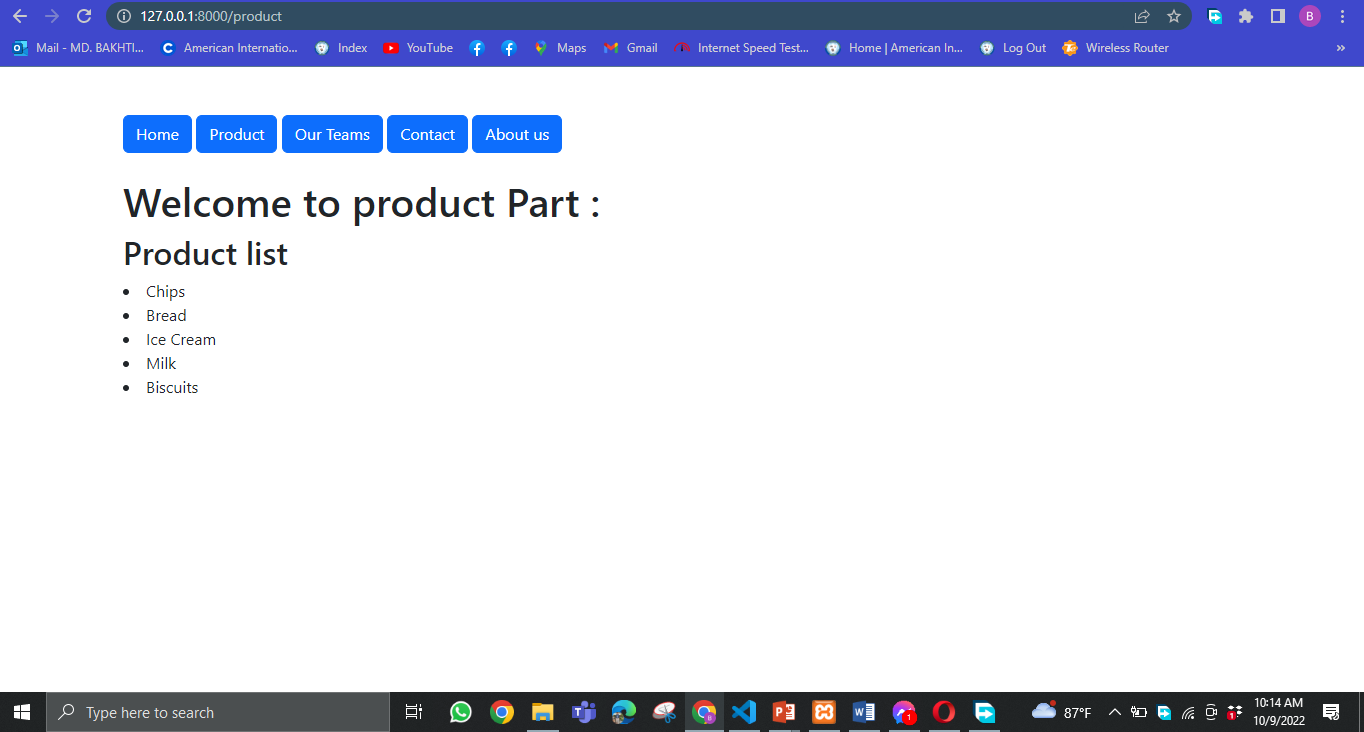 127.0.0.1:8000/product
B
Mail - MD. BAKHTI... American Internatio... Index YouTube Maps Gmail Internet Speed Test... Home | American In... Log Out Wireless Router »
Home Product Our Teams Contact About us
Welcome to product Part :
Product list
Chips
Bread
Ice Cream
Milk
Biscuits
Type here to search
87°F
10:14 AM
10/9/2022